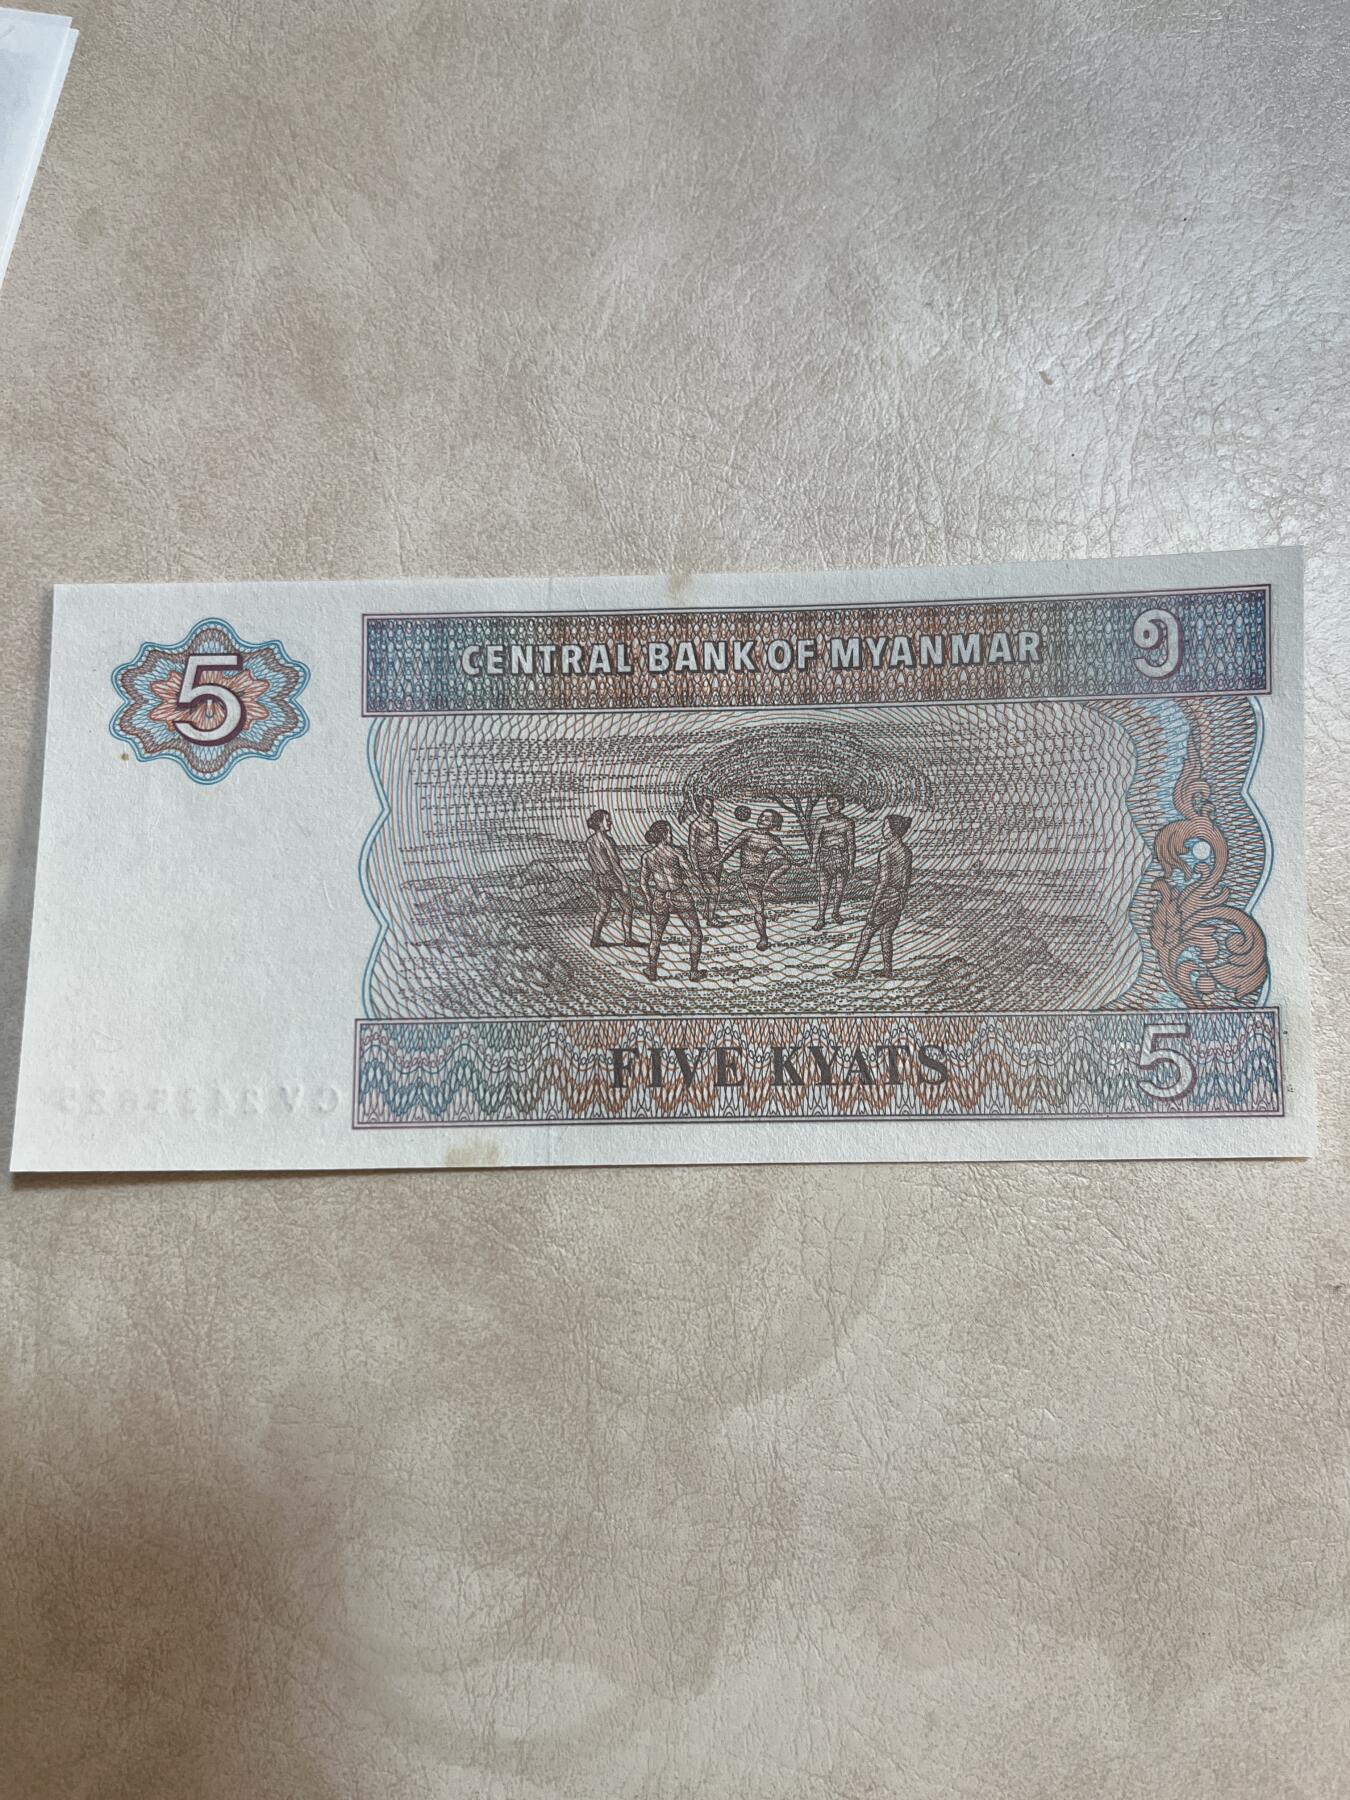 5
CENTRAL BANK OF MYANMAR ၅
FIVE KYATS 5